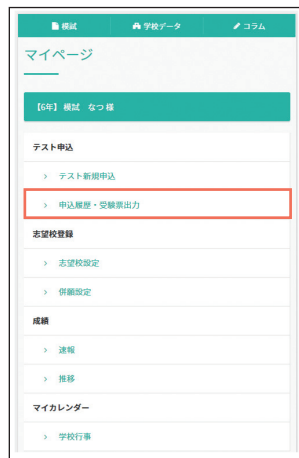 模試 学校データ コラム
マイページ
【6年】模試 なつ 様
テスト申込
> テスト新規申込
> 申込履歴・受験票出力
志望校登録
> 志望校設定
> 併願設定
成績
> 速報
> 推移
マイカレンダー
> 学校行事